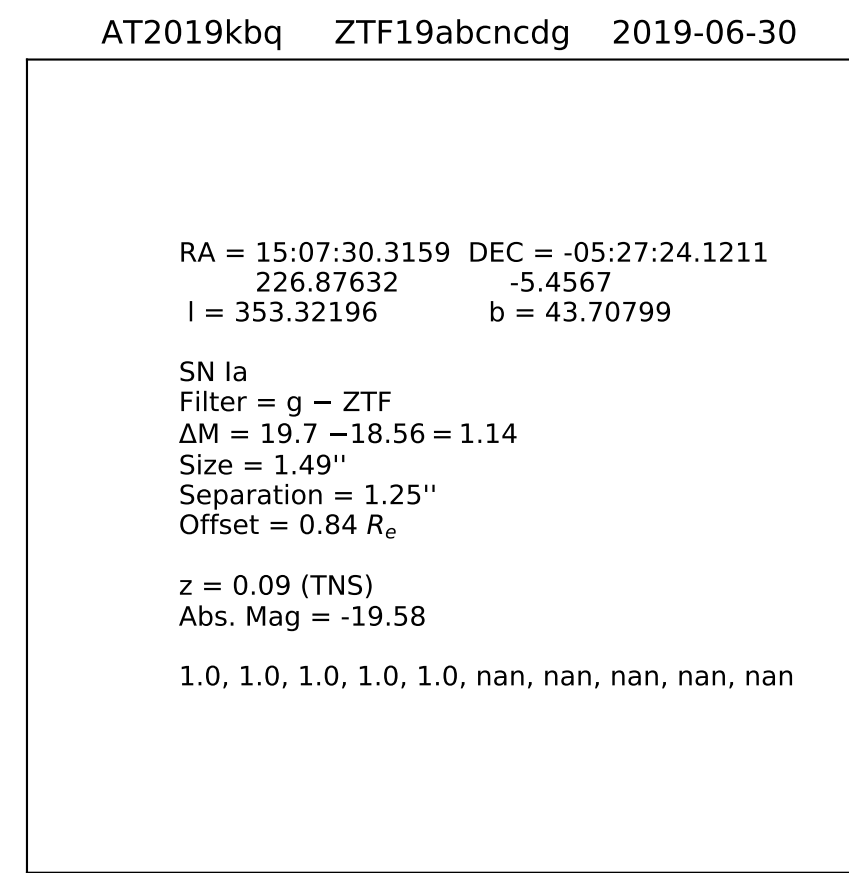 AT2019kbq ZTF19abcncdg 2019-06-30
RA = 15:07:30.3159 DEC = -05:27:24.1211
226.87632 -5.4567
l = 353.32196 b = 43.70799
SN Ia
Filter = g − ZTF
ΔM = 19.7 −18.56 = 1.14
Size = 1.49''
Separation = 1.25''
Offset = 0.84 Re
z = 0.09 (TNS)
Abs. Mag = -19.58
1.0, 1.0, 1.0, 1.0, 1.0, nan, nan, nan, nan, nan